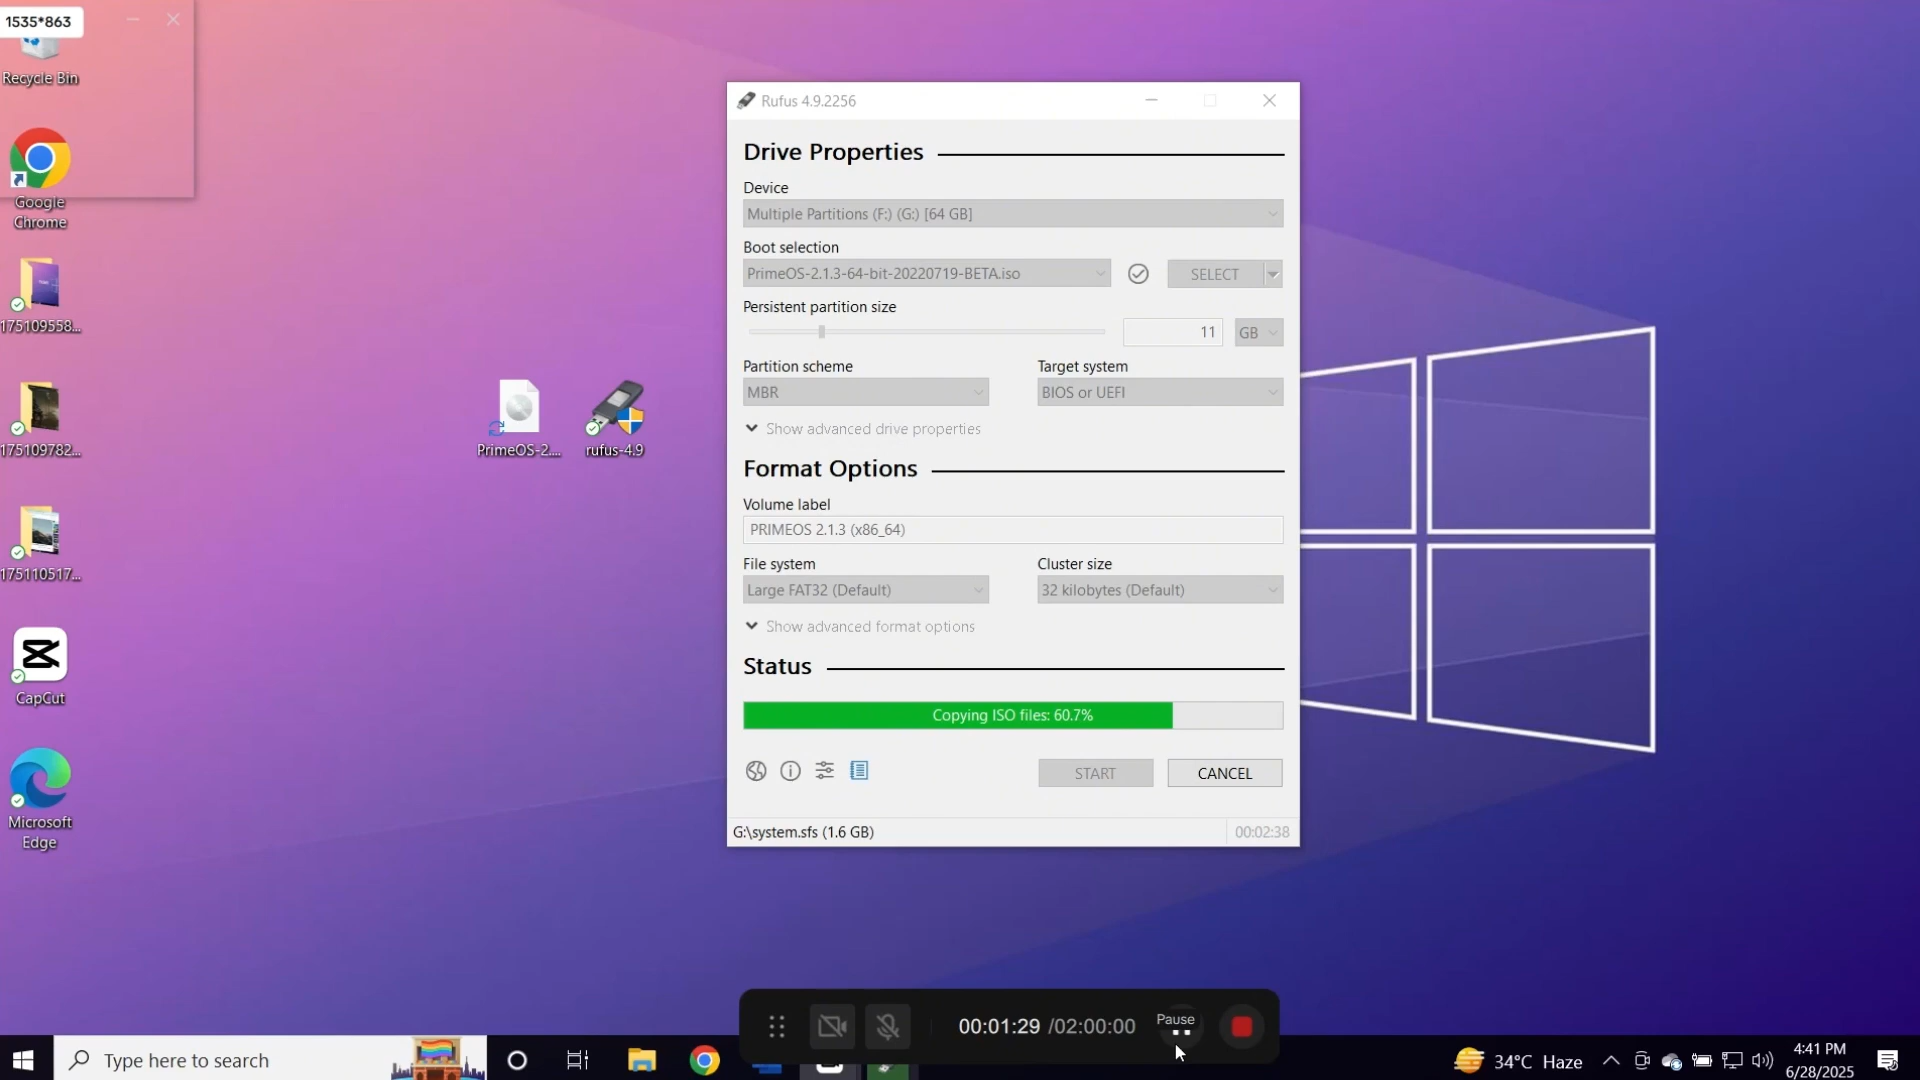 1535*863
Recycle Bin
Google
Chrome
175109558...
175109782...
175110517...
CapCut
Microsoft
Edge
PrimeOS-2....
rufus-4.9
Rufus 4.9.2256
Drive Properties
Device
Multiple Partitions (F:) (G:) [64 GB]
Boot selection
PrimeOS-2.1.3-64-bit-20220719-BETA.iso
SELECT
Persistent partition size
11
GB
Partition scheme
Target system
MBR
BIOS or UEFI
Show advanced drive properties
Format Options
Volume label
PRIMEOS 2.1.3 (x86_64)
File system
Cluster size
Large FAT32 (Default)
32 kilobytes (Default)
Show advanced format options
Status
Copying ISO files: 60.7%
START
CANCEL
G:\system.sfs (1.6 GB)
00:02:38
00:01:29 /02:00:00
Pause
Type here to search
34°C Haze
4:41 PM
6/28/2025